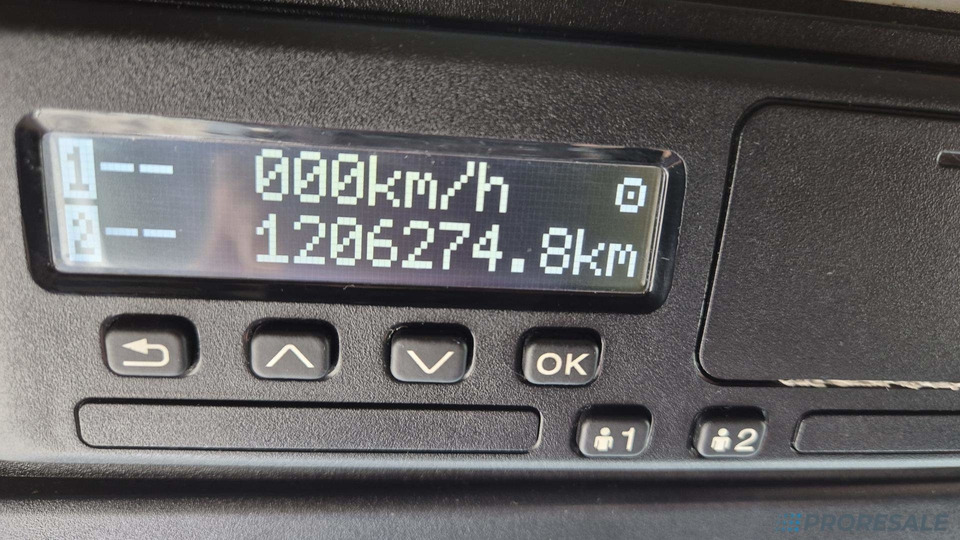 1-- 000km/h
2-- 1206274.8km
OK
1 2
PRORESALE